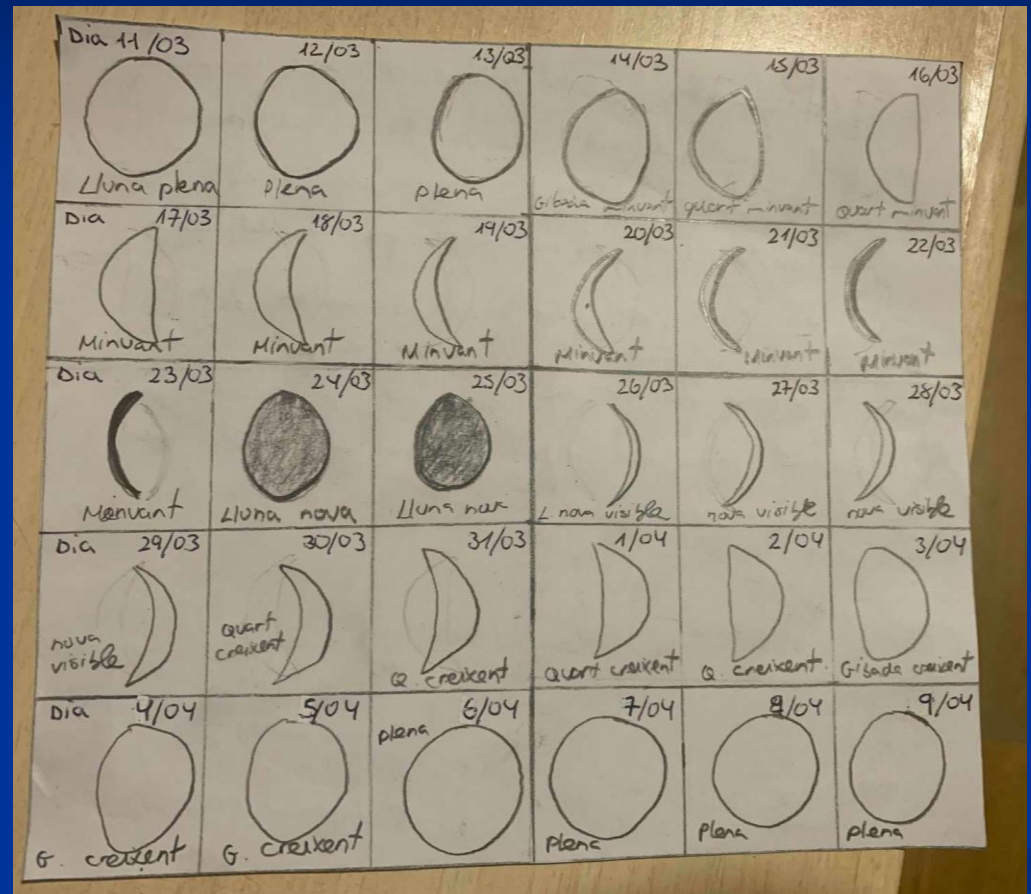 Dia 11/03
Lluna plena
12/03
Plena
13/03
Plena
14/03
Gibada minvant
15/03
quart minvant
16/03
Quart minvant
Dia 17/03
Minvant
18/03
Minvant
19/03
Minvant
20/03
Minvant
21/03
Minvant
22/03
Minvant
Dia 23/03
Menvant
24/03
Lluna nova
25/03
Lluna nova
26/03
L. nova visible
27/03
nova visible
28/03
nova visible
Dia 29/03
nova
visible
30/03
Quart
creixent
31/03
Q. creixent
1/04
Quart creixent
2/04
Q. creixent.
3/04
Gibada creixent
Dia 4/04
G. creixent
5/04
G. creixent
6/04
plena
7/04
Plena
8/04
Plena
9/04
Plena